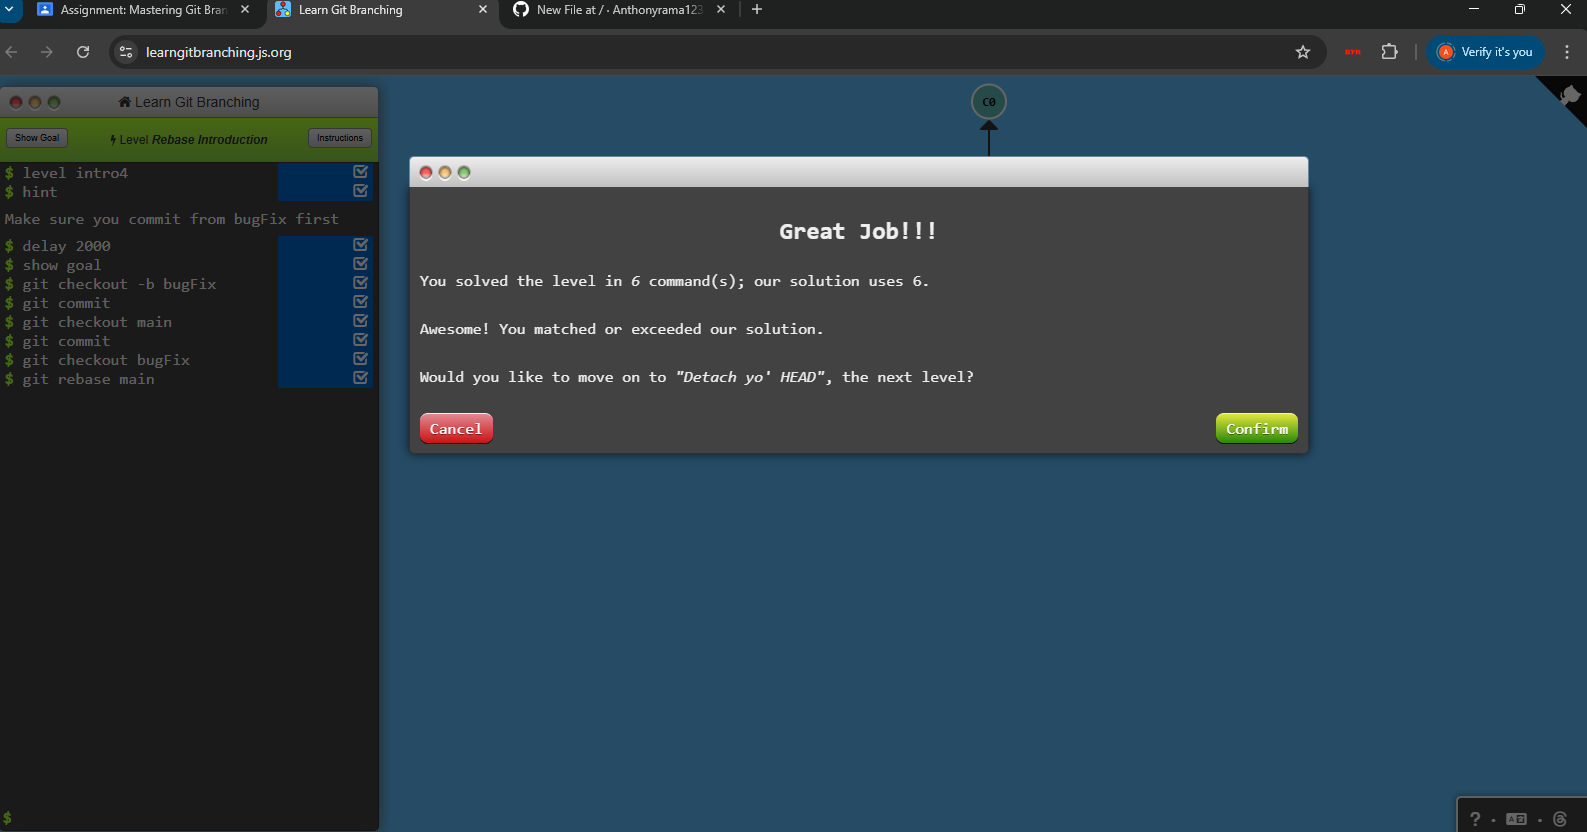 Assignment: Mastering Git Bran
Learn Git Branching
New File at / · Anthonyrama123
learngitbranching.js.org
Verify it's you
A
Learn Git Branching
Show Goal
Level Rebase Introduction
Instructions
$ level intro4
$ hint
Make sure you commit from bugFix first
$ delay 2000
$ show goal
$ git checkout -b bugFix
$ git commit
$ git checkout main
$ git commit
$ git checkout bugFix
$ git rebase main
$
C0
Great Job!!!
You solved the level in 6 command(s); our solution uses 6.
Awesome! You matched or exceeded our solution.
Would you like to move on to "Detach yo' HEAD", the next level?
Cancel
Confirm
?